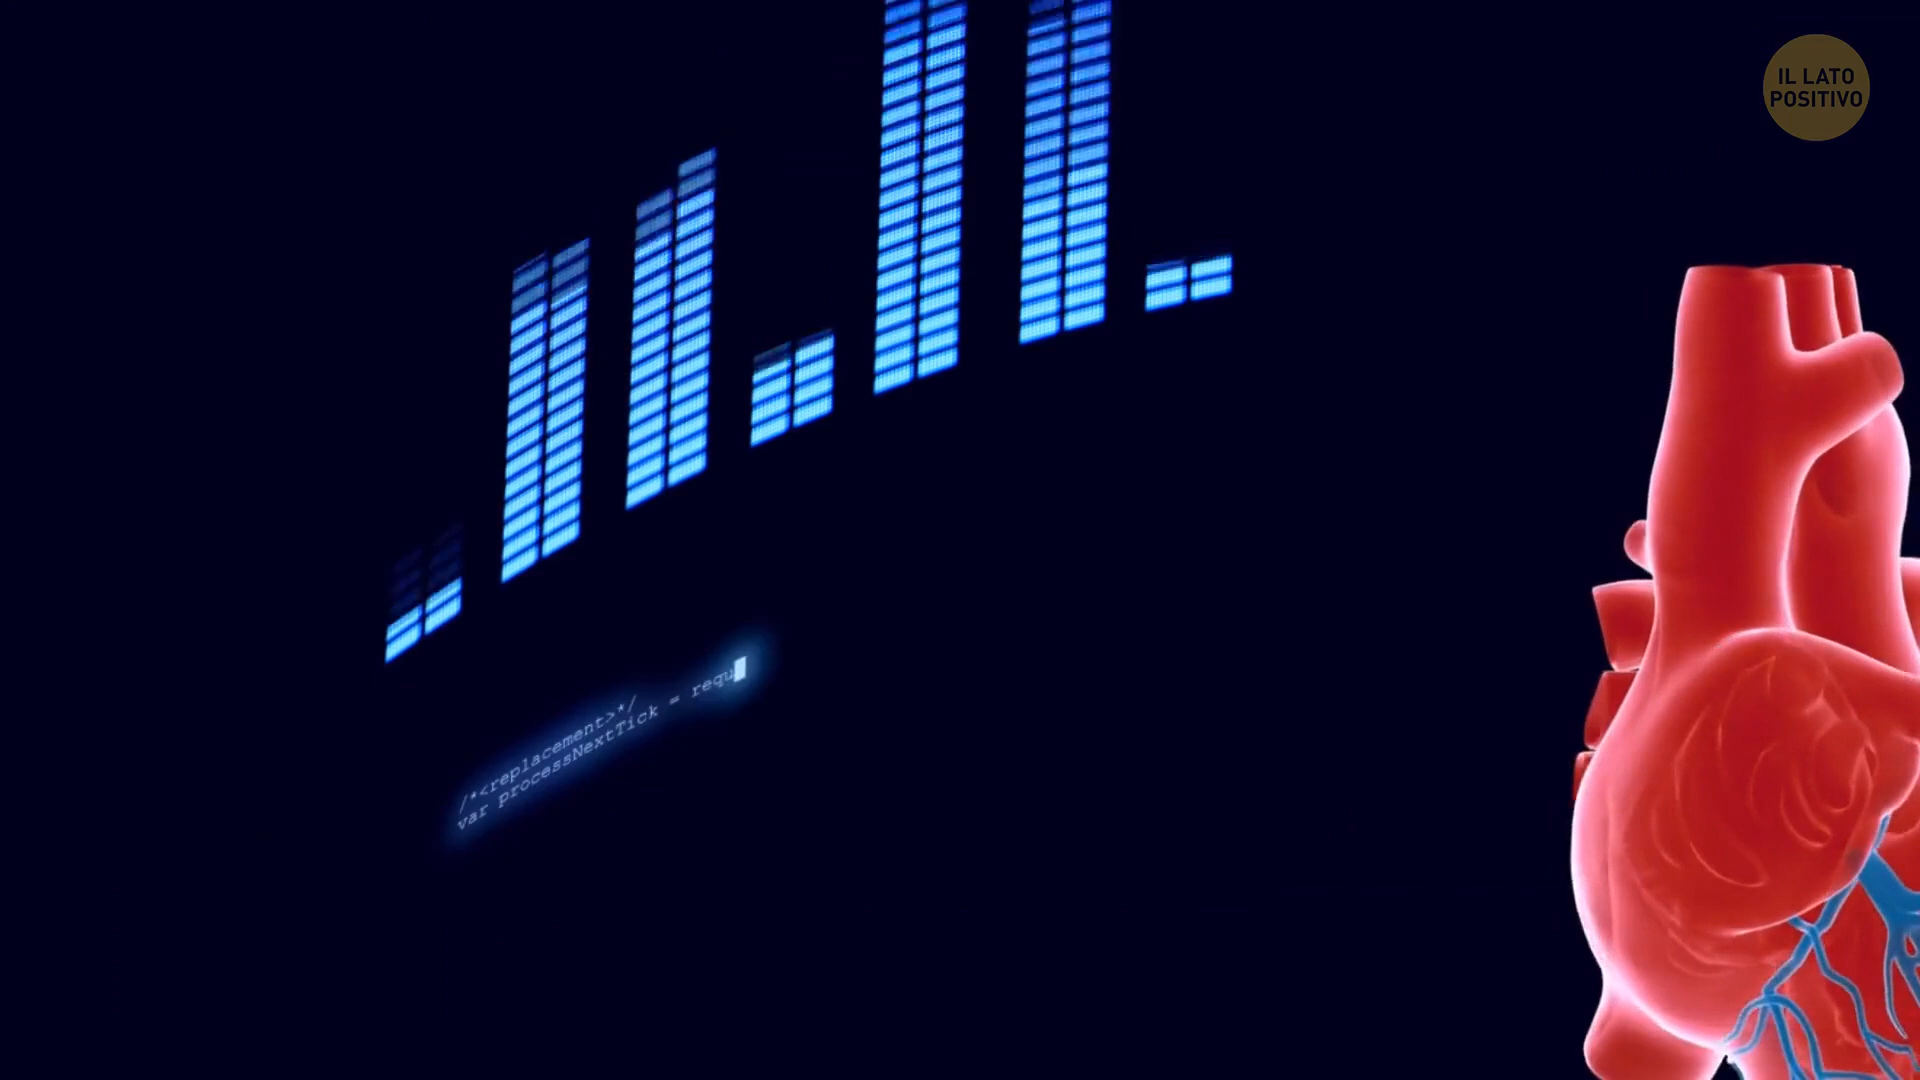 IL LATO
POSITIVO
/*<replacement>*/
var processNextTick = requ